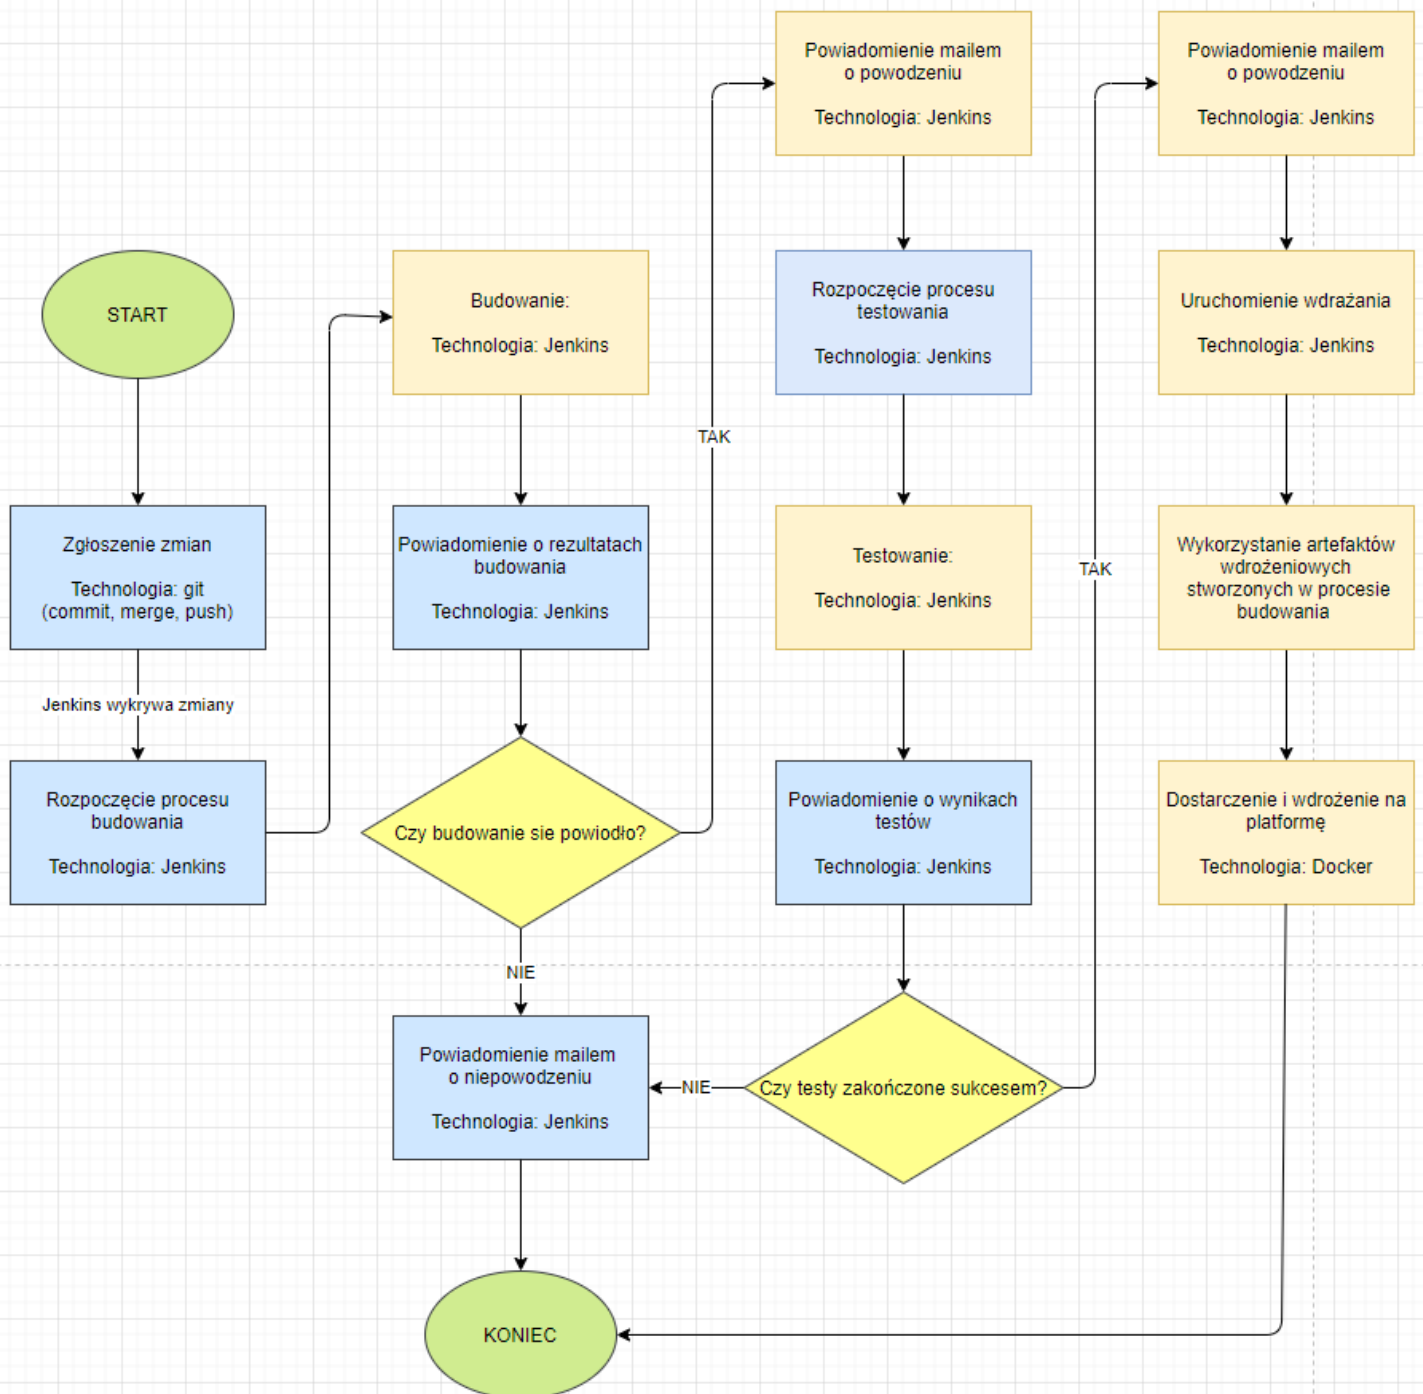 START
Zgłoszenie zmian
Technologia: git
(commit, merge, push)
Jenkins wykrywa zmiany
Rozpoczęcie procesu
budowania
Technologia: Jenkins
Budowanie:
Technologia: Jenkins
Powiadomienie o rezultatach
budowania
Technologia: Jenkins
Czy budowanie sie powiodło?
NIE
Powiadomienie mailem
o niepowodzeniu
Technologia: Jenkins
KONIEC
TAK
Powiadomienie mailem
o powodzeniu
Technologia: Jenkins
Rozpoczęcie procesu
testowania
Technologia: Jenkins
Testowanie:
Technologia: Jenkins
Powiadomienie o wynikach
testów
Technologia: Jenkins
Czy testy zakończone sukcesem?
NIE
TAK
Powiadomienie mailem
o powodzeniu
Technologia: Jenkins
Uruchomienie wdrażania
Technologia: Jenkins
Wykorzystanie artefaktów
wdrożeniowych
stworzonych w procesie
budowania
Dostarczenie i wdrożenie na
platformę
Technologia: Docker